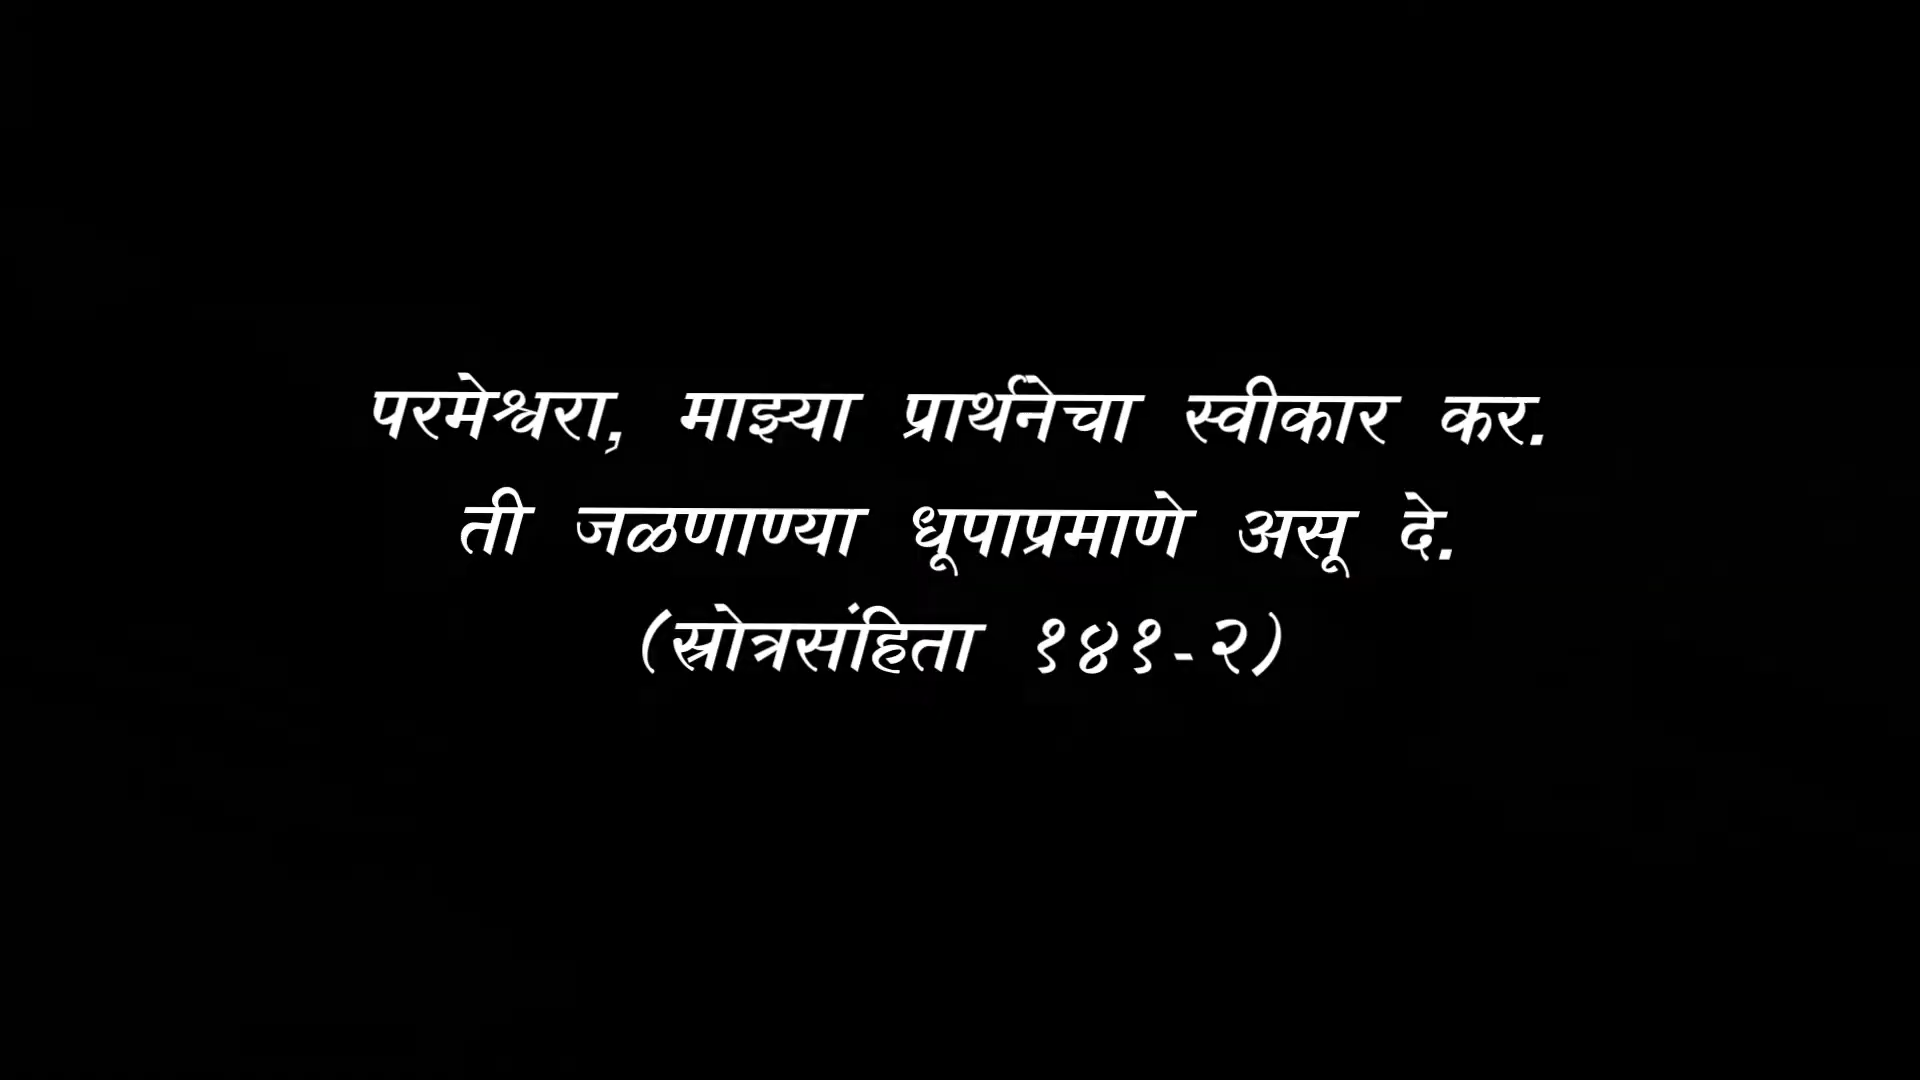 परमेश्वरा, माझ्या प्रार्थनेचा स्वीकार कर.
ती जळणाण्या धूपाप्रमाणे असू दे.
(स्रोत्रसंहिता १४१-२)